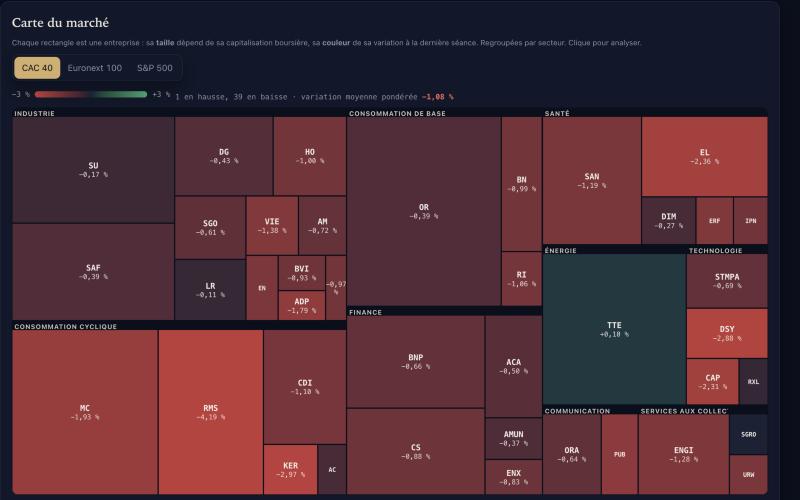 Carte du marché
Chaque rectangle est une entreprise : sa taille dépend de sa capitalisation boursière, sa couleur de sa variation à la dernière séance. Regroupées par secteur. Clique pour analyser.
CAC 40 Euronext 100 S&P 500
−3 % +3 % 1 en hausse, 39 en baisse · variation moyenne pondérée −1,08 %
INDUSTRIE
SU
−0,17 %
DG
−0,43 %
HO
−1,00 %
SGO
−0,61 %
VIE
−1,38 %
AM
−0,72 %
SAF
−0,39 %
LR
−0,11 %
EN
BVI
−0,93 %
ADP
−1,79 %
−0,97
%
CONSOMMATION CYCLIQUE
MC
−1,93 %
RMS
−4,19 %
CDI
−1,10 %
KER
−2,97 %
AC
CONSOMMATION DE BASE
OR
−0,39 %
BN
−0,99 %
RI
−1,06 %
FINANCE
BNP
−0,66 %
ACA
−0,50 %
CS
−0,88 %
AMUN
−0,37 %
ENX
−0,83 %
SANTÉ
SAN
−1,19 %
EL
−2,36 %
DIM
−0,27 %
ERF
IPN
ÉNERGIE
TTE
+0,10 %
TECHNOLOGIE
STMPA
−0,69 %
DSY
−2,88 %
CAP
−2,31 %
RXL
COMMUNICATION
ORA
−0,64 %
PUB
SERVICES AUX COLLEC
ENGI
−1,28 %
SGRO
URW